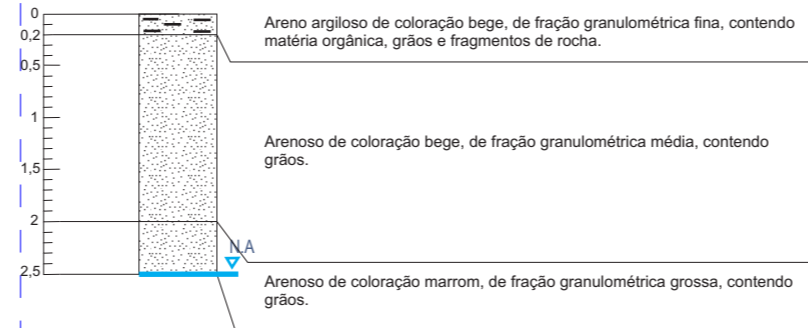 0
Areno argiloso de coloração bege, de fração granulométrica fina, contendo
matéria orgânica, grãos e fragmentos de rocha.
0,2
0,5
1
Arenoso de coloração bege, de fração granulométrica média, contendo
grãos.
1,5
2
N.A
2,5
Arenoso de coloração marrom, de fração granulométrica grossa, contendo
grãos.